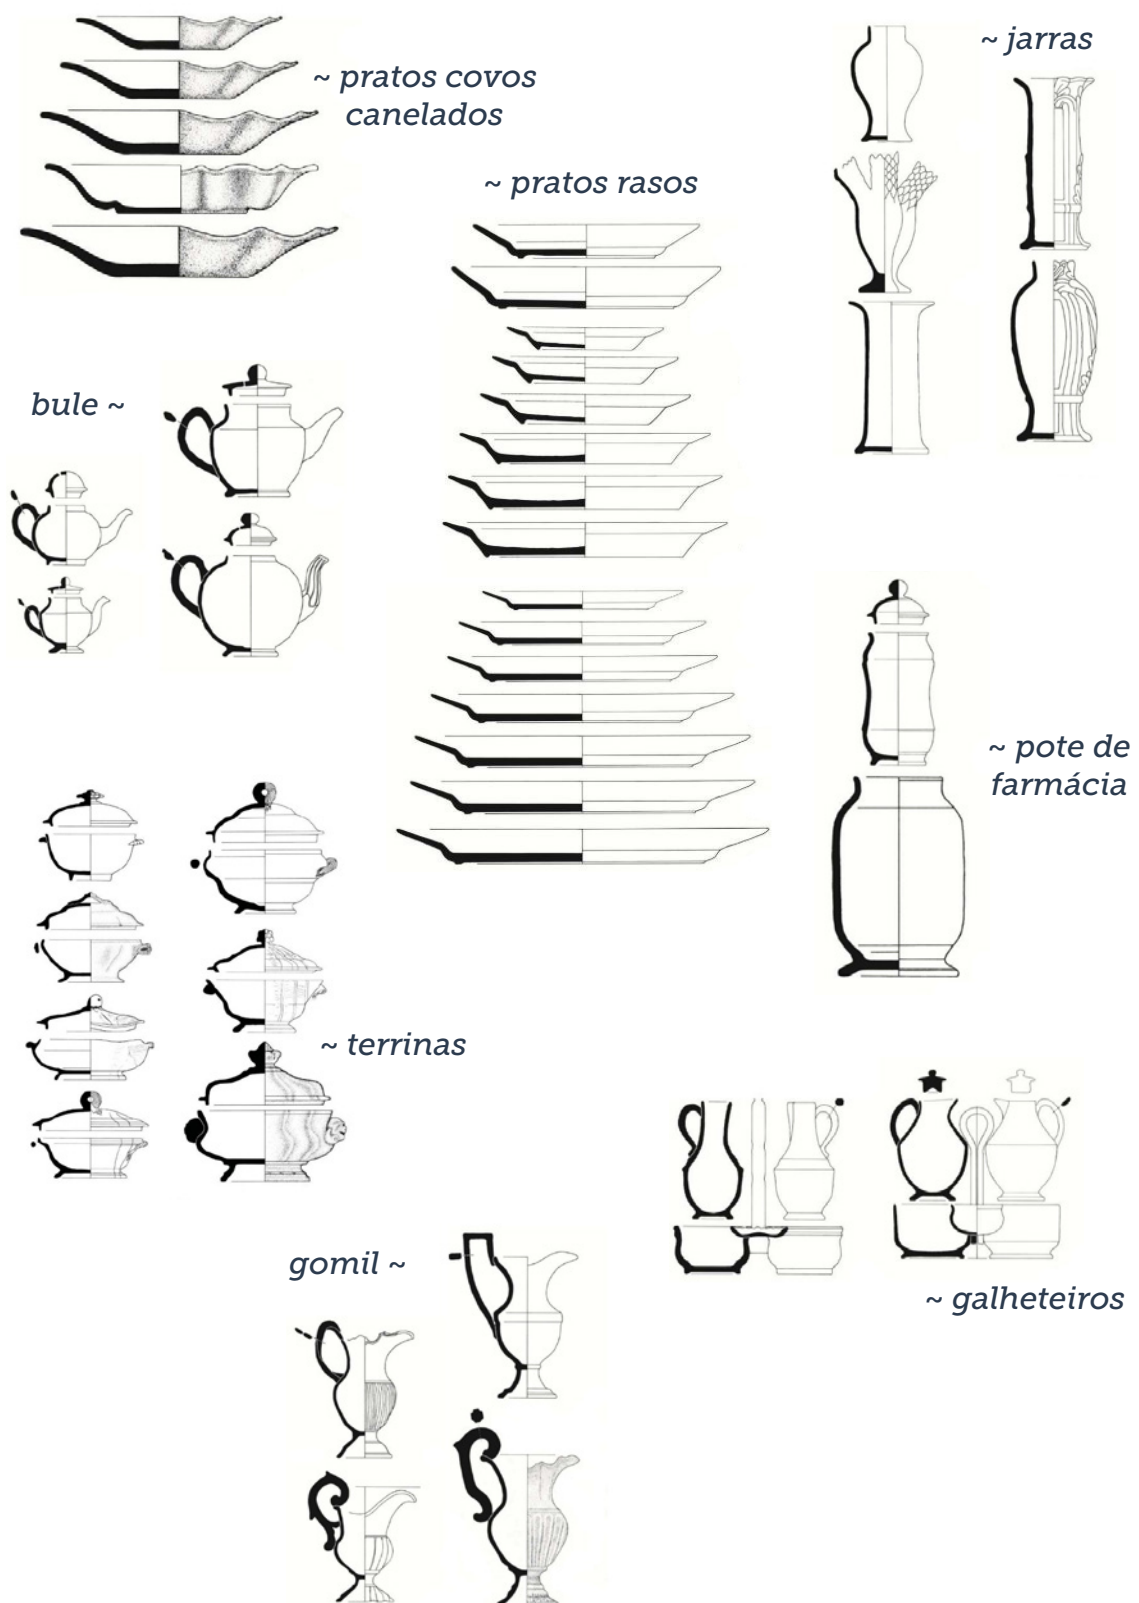 ~ jarras
~ pratos covos
canelados
~ pratos rasos
bule ~
~ pote de
farmácia
~ terrinas
gomil ~
~ galheteiros